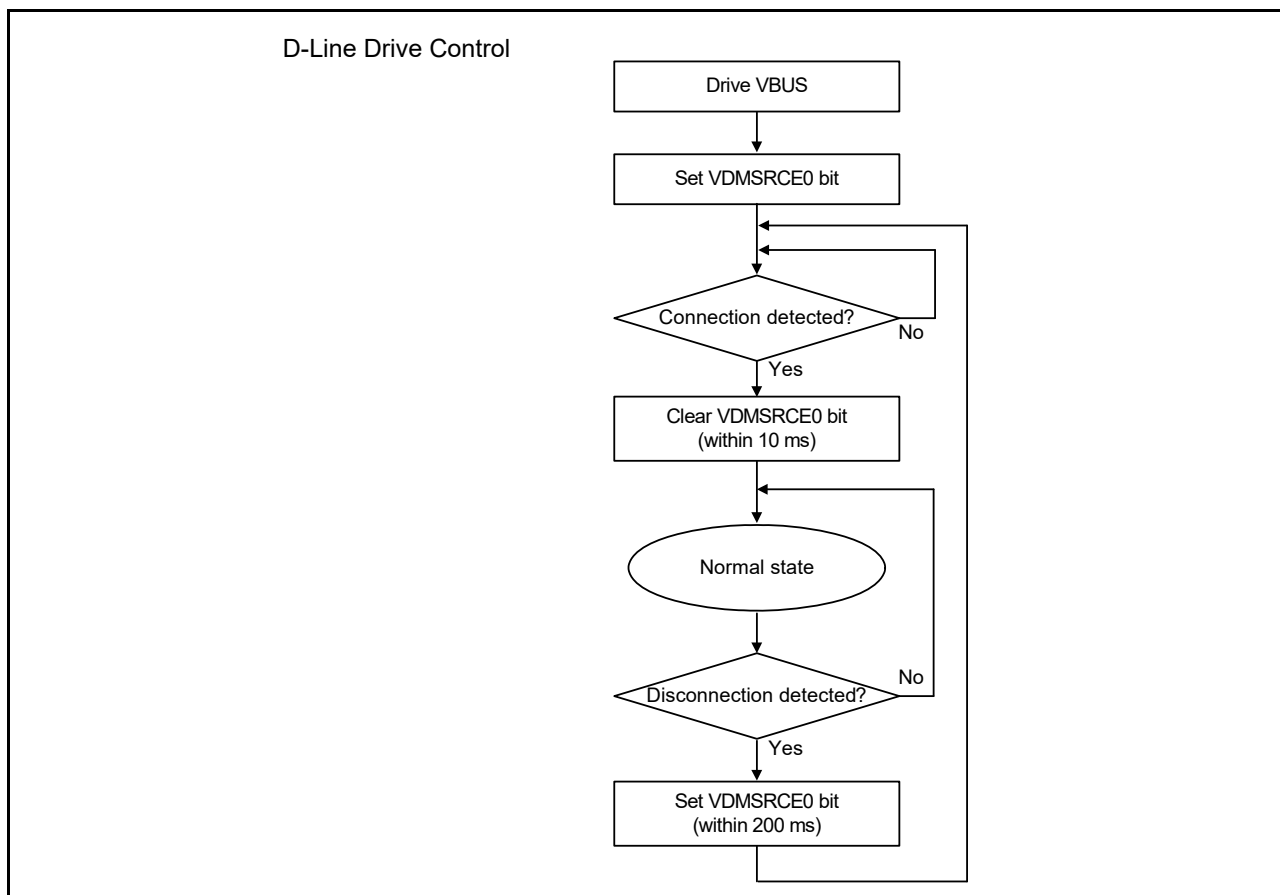 D-Line Drive Control
Drive VBUS
Set VDMSRCE0 bit
Connection detected?
No
Yes
Clear VDMSRCE0 bit
(within 10 ms)
Normal state
Disconnection detected?
No
Yes
Set VDMSRCE0 bit
(within 200 ms)